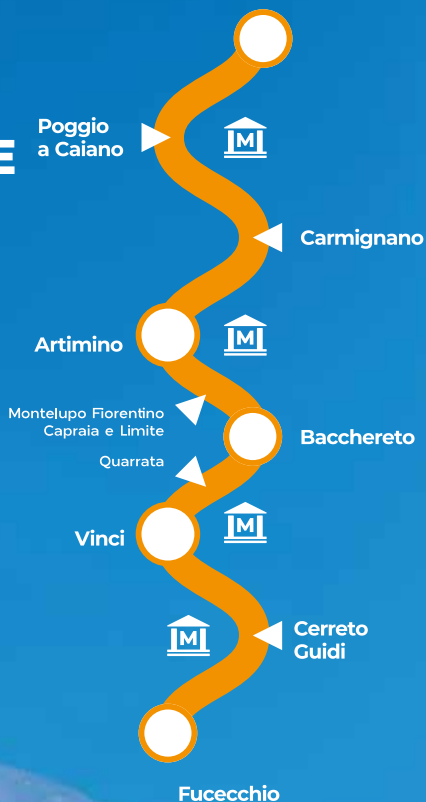 E
Poggio
a Caiano
M
Carmignano
Artimino
M
Montelupo Fiorentino
Capraia e Limite
Bacchereto
Quarrata
M
Vinci
M
Cerreto
Guidi
Fucecchio